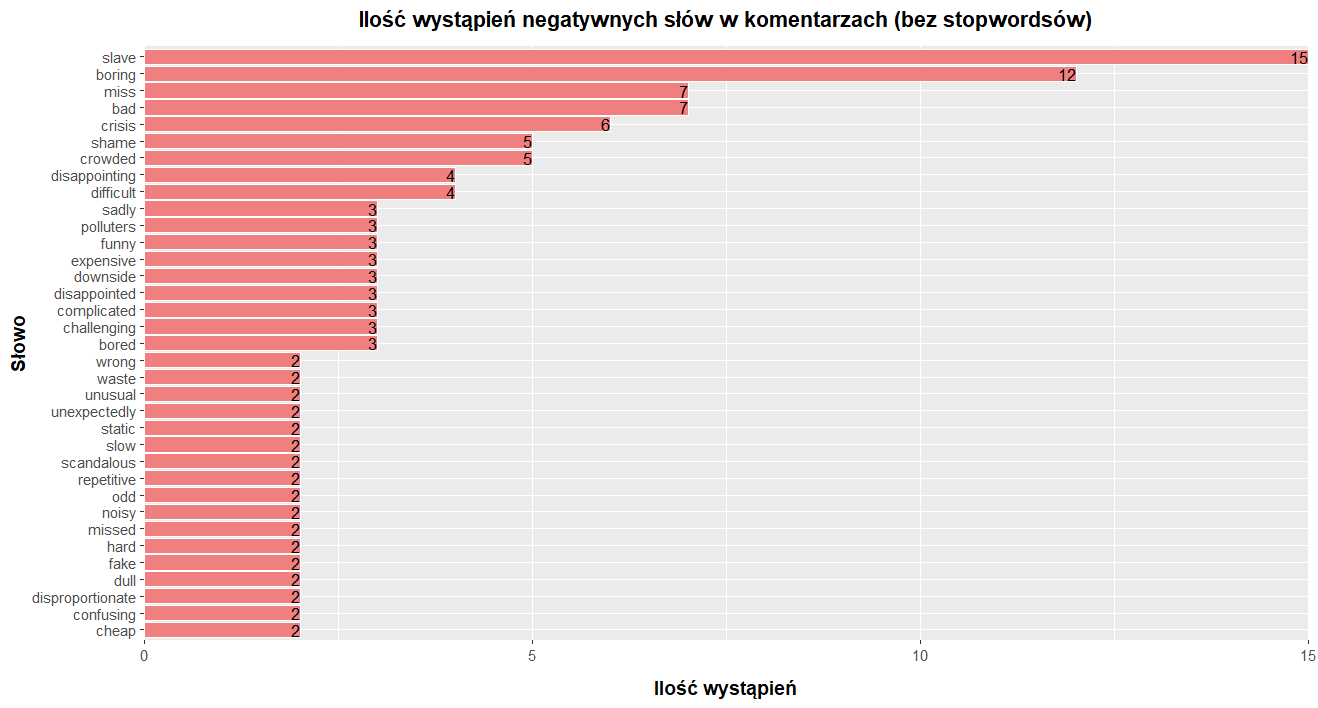 Ilość wystąpień negatywnych słów w komentarzach (bez stopwordsów)
Słowo
slave 15
boring 12
miss 7
bad 7
crisis 6
shame 5
crowded 5
disappointing 4
difficult 4
sadly 3
polluters 3
funny 3
expensive 3
downside 3
disappointed 3
complicated 3
challenging 3
bored 3
wrong 2
waste 2
unusual 2
unexpectedly 2
static 2
slow 2
scandalous 2
repetitive 2
odd 2
noisy 2
missed 2
hard 2
fake 2
dull 2
disproportionate 2
confusing 2
cheap 2
0 5 10 15
Ilość wystąpień